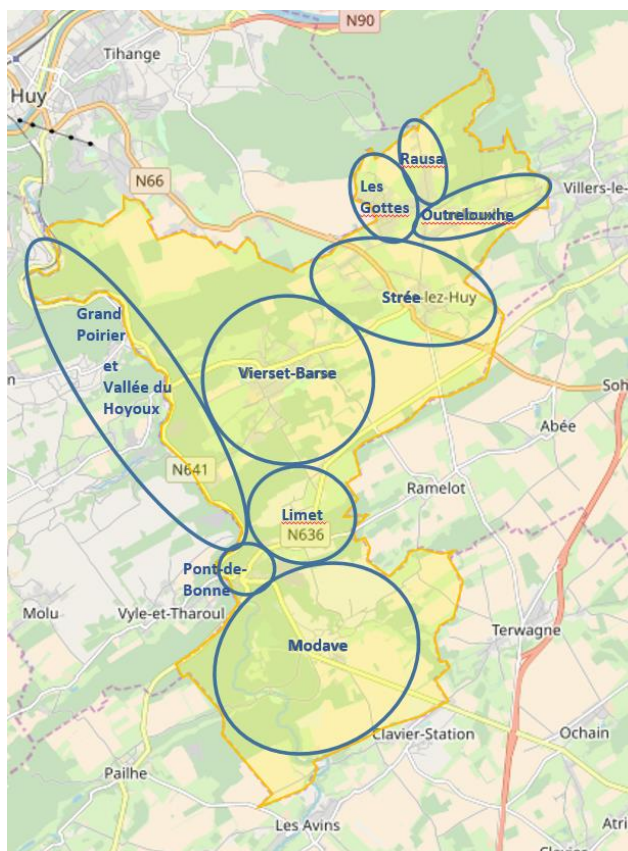 N90
Tihange
Huy
Rausa
N66
Les
Gottes
Villers-le-
Outrelouxhe
Strée
-lez-Huy
Grand
Poirier
et
Vallée du
Hoyoux
Vierset-Barse
Soh
Abée
N641
Ramelot
Limet
N636
Pont-de-
Bonne
Molu
Vyle-et-Tharoul
Terwagne
Modave
Clavier-Station
Ochain
Pailhe
Les Avins
Atri